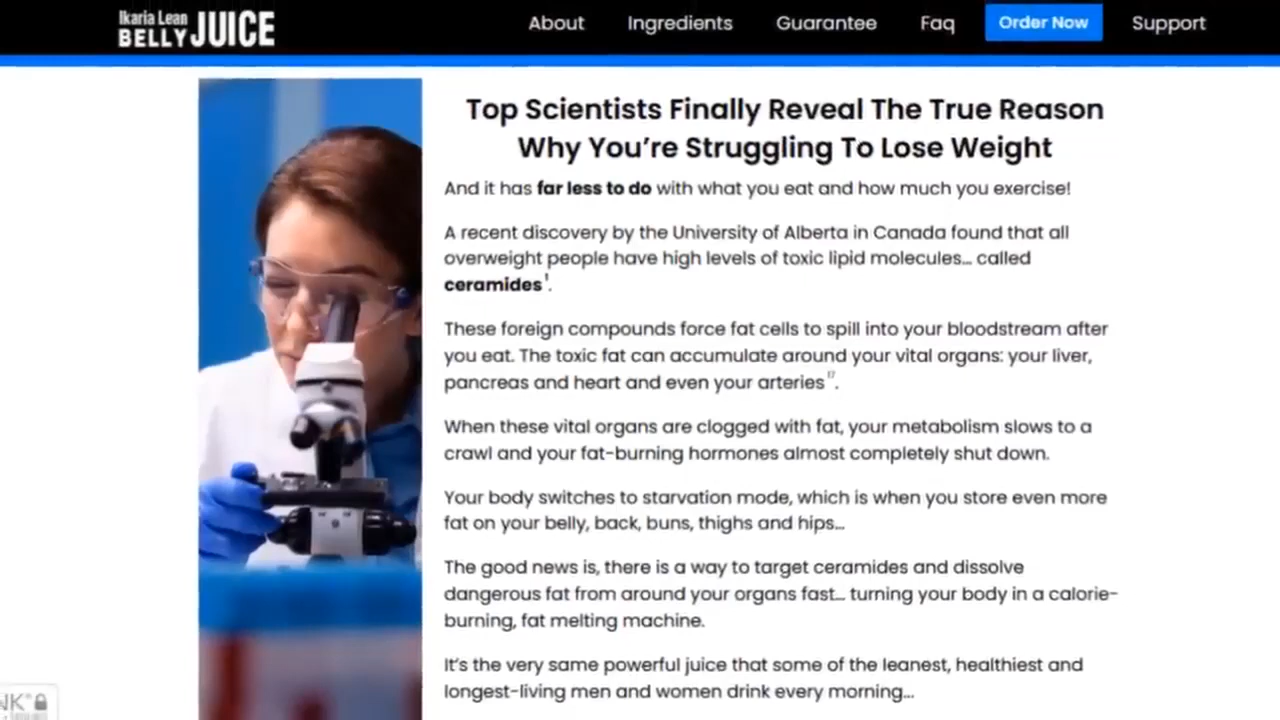 Ikaria Lean
BELLY JUICE
About Ingredients Guarantee Faq Order Now Support
Top Scientists Finally Reveal The True Reason
Why You're Struggling To Lose Weight
And it has far less to do with what you eat and how much you exercise!
A recent discovery by the University of Alberta in Canada found that all
overweight people have high levels of toxic lipid molecules... called
ceramides¹.
These foreign compounds force fat cells to spill into your bloodstream after
you eat. The toxic fat can accumulate around your vital organs: your liver,
pancreas and heart and even your arteries¹⁷.
When these vital organs are clogged with fat, your metabolism slows to a
crawl and your fat-burning hormones almost completely shut down.
Your body switches to starvation mode, which is when you store even more
fat on your belly, back, buns, thighs and hips...
The good news is, there is a way to target ceramides and dissolve
dangerous fat from around your organs fast... turning your body in a calorie-
burning, fat melting machine.
It's the very same powerful juice that some of the leanest, healthiest and
longest-living men and women drink every morning...